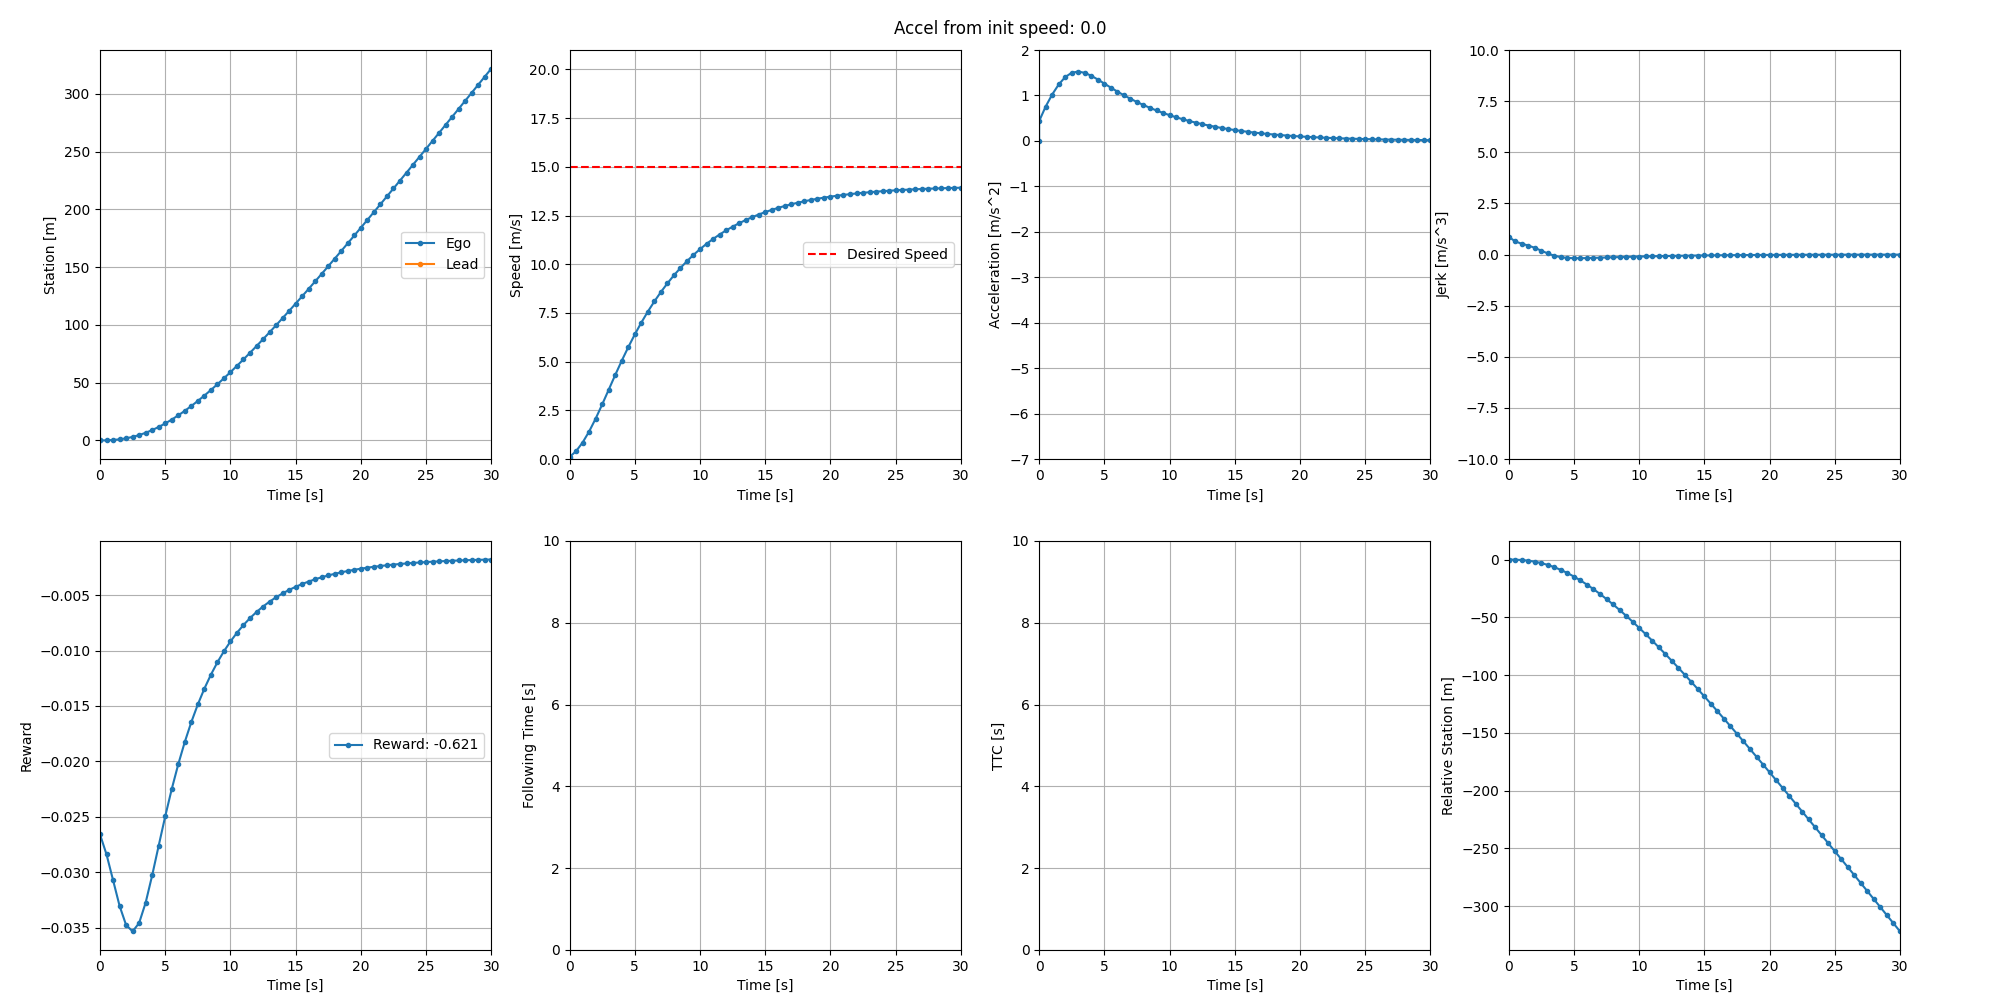 Accel from init speed: 0.0
Station [m]
300
250
200
150
100
50
0
0 5 10 15 20 25 30
Time [s]
Ego
Lead
Speed [m/s]
20.0
17.5
15.0
12.5
10.0
7.5
5.0
2.5
0.0
0 5 10 15 20 25 30
Time [s]
Desired Speed
Acceleration [m/s^2]
2
1
0
−1
−2
−3
−4
−5
−6
−7
0 5 10 15 20 25 30
Time [s]
Jerk [m/s^3]
10.0
7.5
5.0
2.5
0.0
−2.5
−5.0
−7.5
−10.0
0 5 10 15 20 25 30
Time [s]
Reward
−0.005
−0.010
−0.015
−0.020
−0.025
−0.030
−0.035
0 5 10 15 20 25 30
Time [s]
Reward: -0.621
Following Time [s]
10
8
6
4
2
0
0 5 10 15 20 25 30
Time [s]
TTC [s]
10
8
6
4
2
0
0 5 10 15 20 25 30
Time [s]
Relative Station [m]
0
−50
−100
−150
−200
−250
−300
0 5 10 15 20 25 30
Time [s]